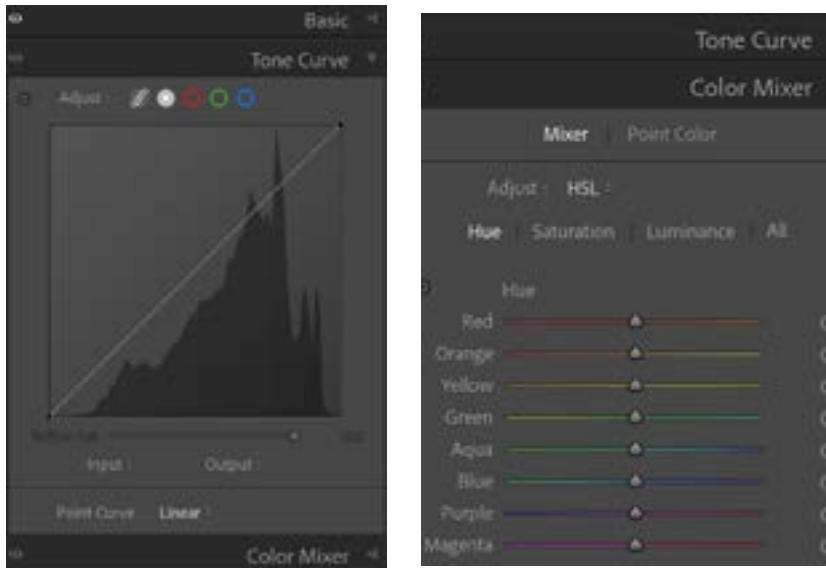 Basic
Tone Curve
Adjust :
Input :
Output :
Point Curve : Linear
Color Mixer
Tone Curve
Color Mixer
Mixer | Point Color
Adjust : HSL
Hue | Saturation | Luminance | All
Hue
Red
Orange
Yellow
Green
Aqua
Blue
Purple
Magenta